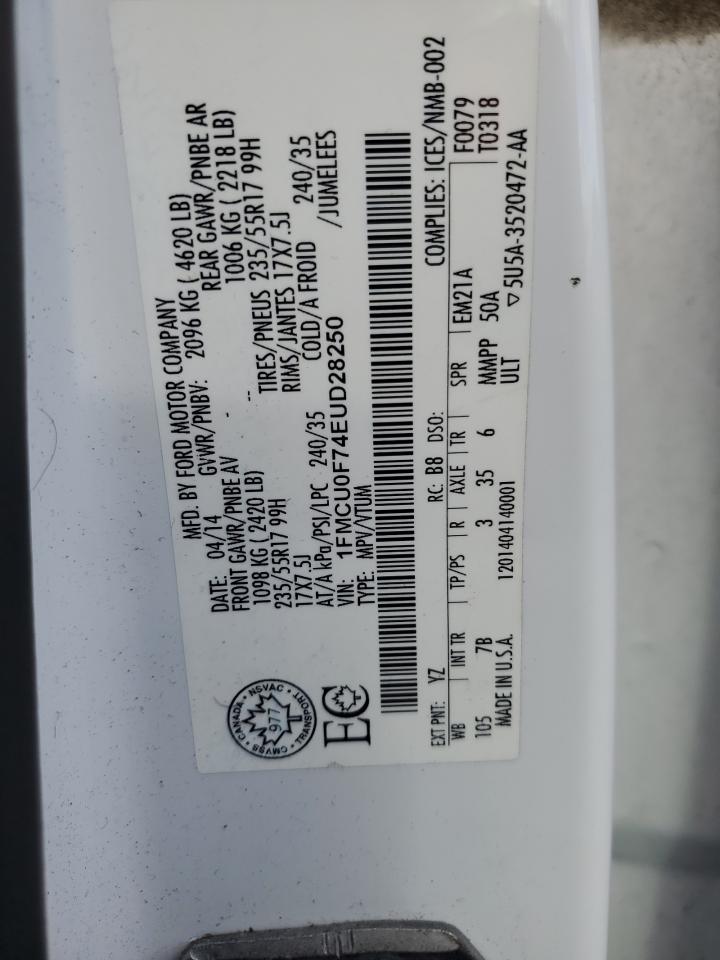 MFD. BY FORD MOTOR COMPANY
DATE: 04/14 GVWR/PNBV: 2096 KG ( 4620 LB)
FRONT GAWR/PNBE AV REAR GAWR/PNBE AR
1098 KG ( 2420 LB) - 1006 KG ( 2218 LB)
235/55R17 99H -- TIRES/PNEUS 235/55R17 99H
17X7.5J RIMS/JANTES 17X7.5J
AT/A kPa/PSI/LPC 240/35 COLD/A FROID 240/35
VIN: 1FMCU0F74EUD28250 /JUMELEES
TYPE: MPV/VTUM
CANADA • NSVAC • TRANSPORT • CMVSS •
977
EC
EXT PNT: YZ RC: B8 DSO: COMPLIES: ICES/NMB-002
WB INT TR TP/PS R AXLE TR SPR EM21A F0079
105 7B 3 35 6 MMPP 50A T0318
MADE IN U.S.A. 1201404140001 ULT ▽5U5A-3520472-AA